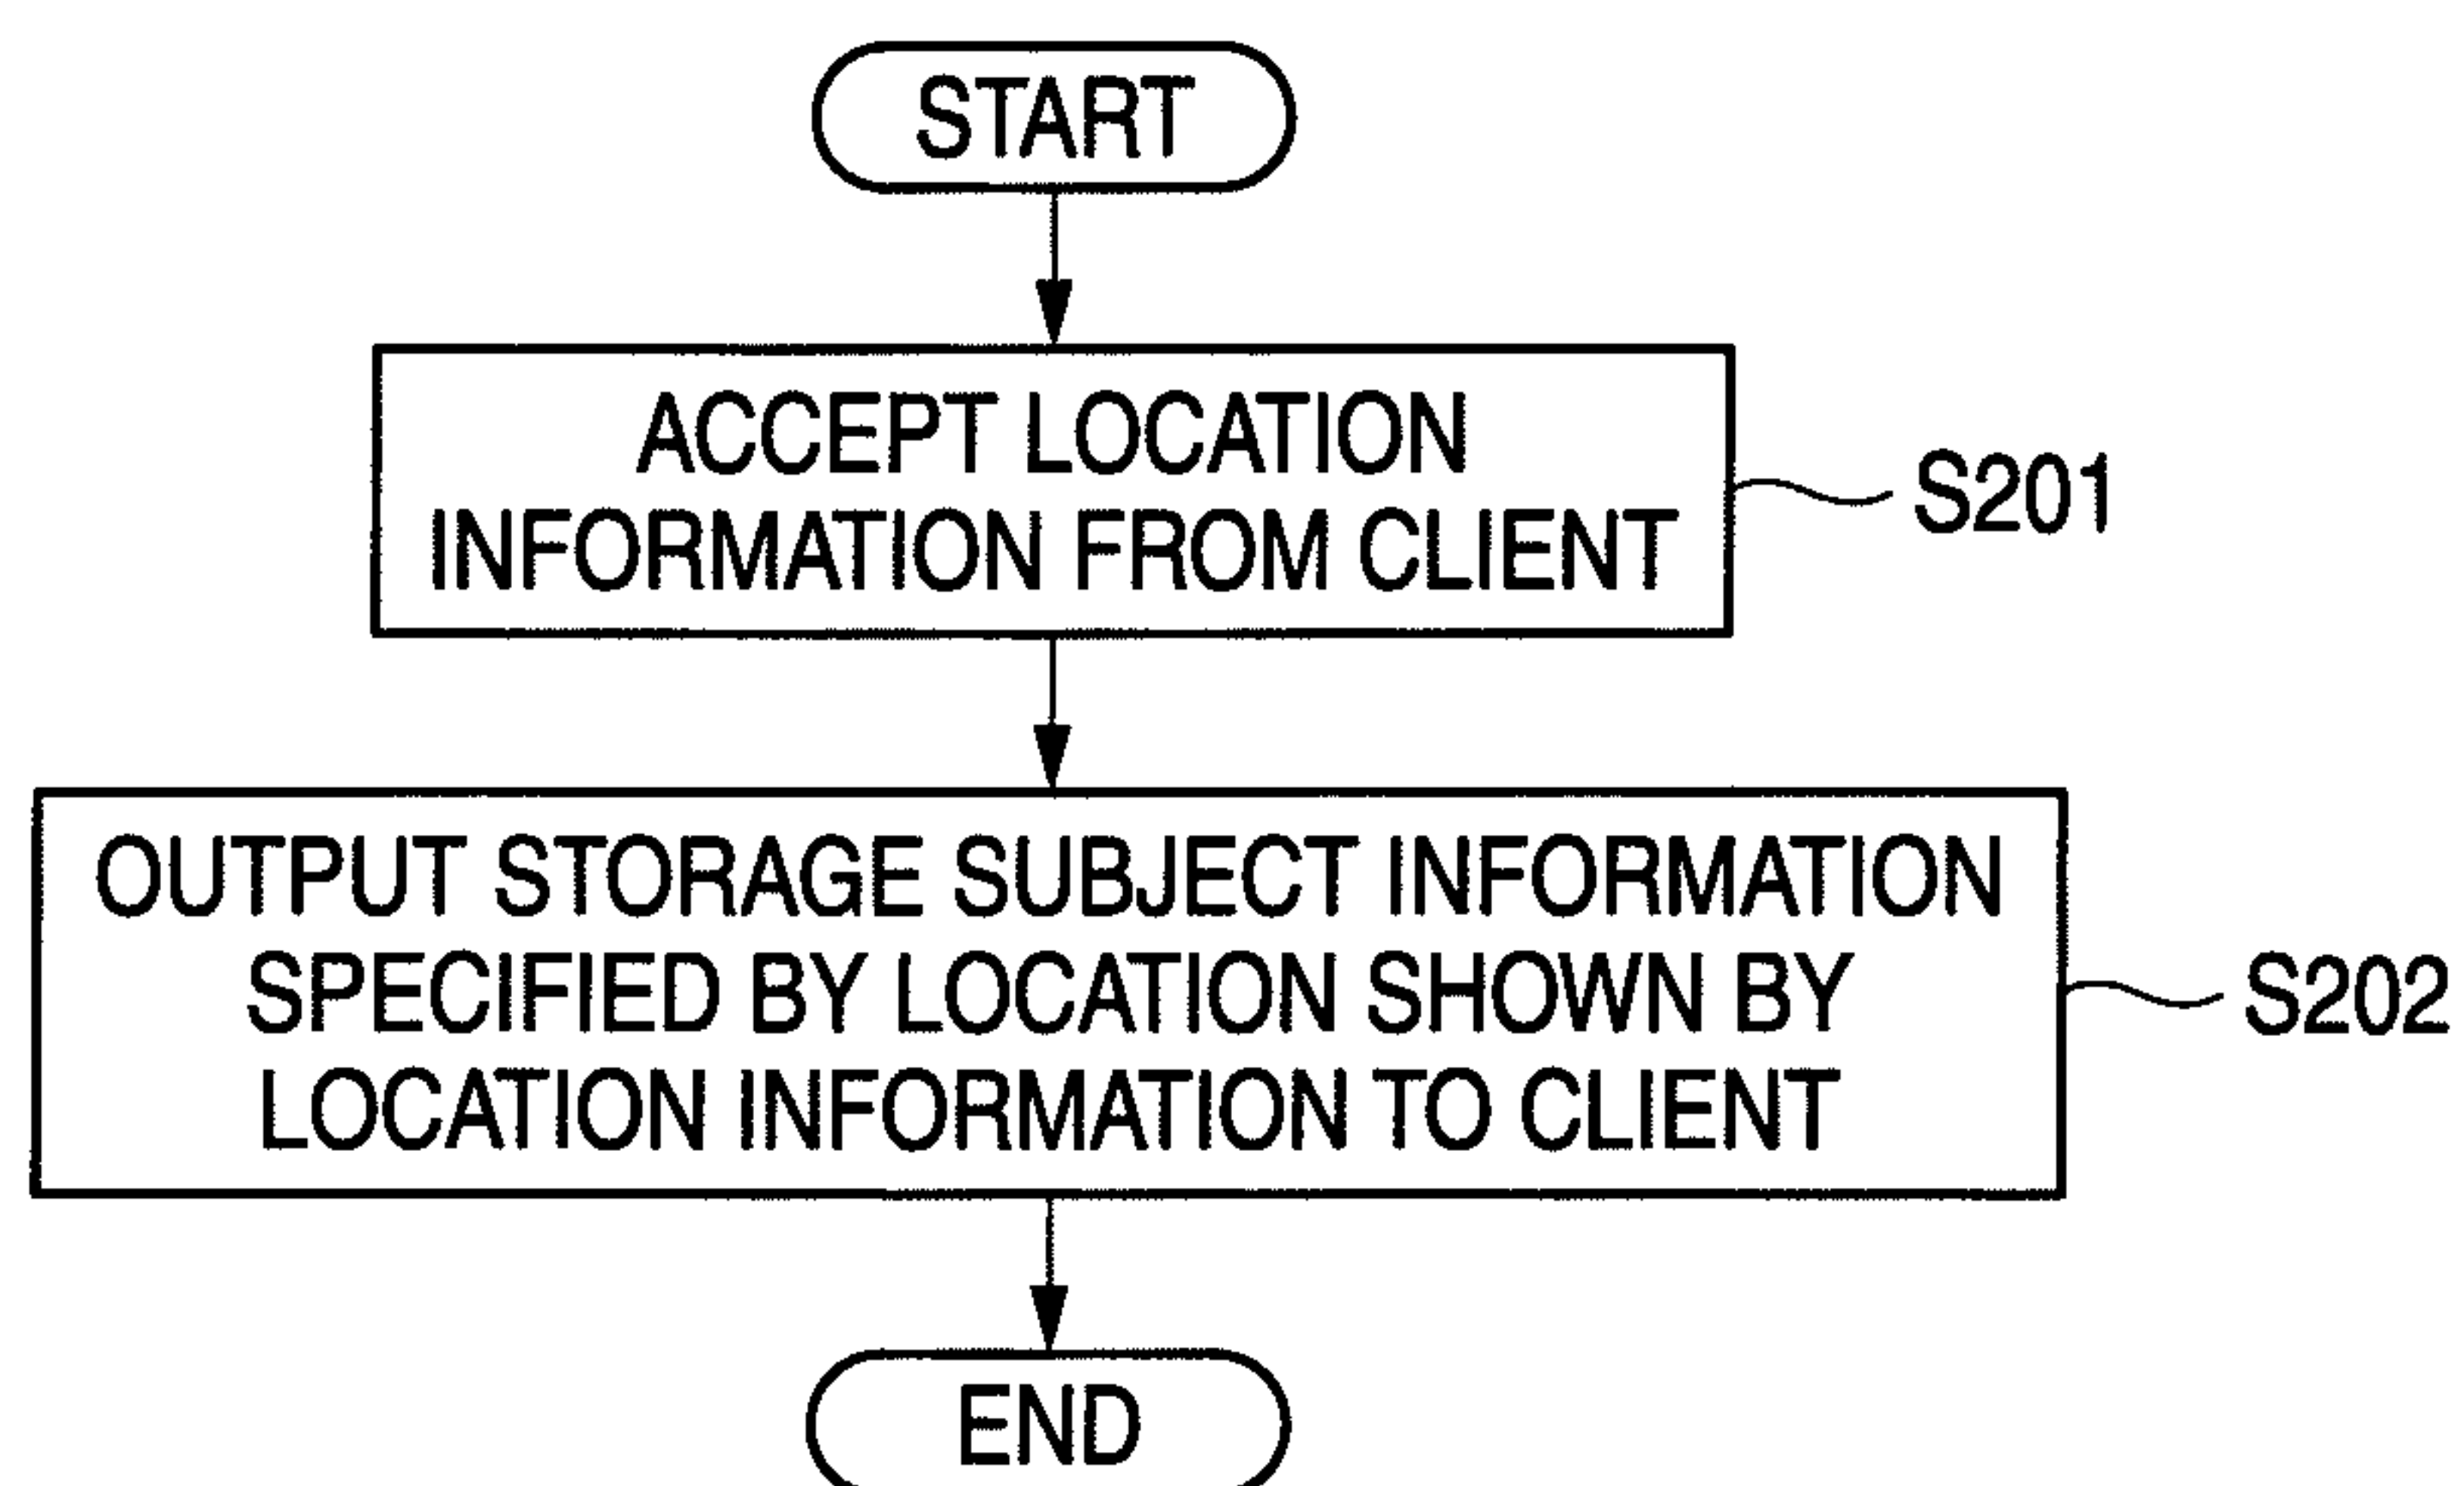 START
ACCEPT LOCATION
INFORMATION FROM CLIENT
S201
OUTPUT STORAGE SUBJECT INFORMATION
SPECIFIED BY LOCATION SHOWN BY
LOCATION INFORMATION TO CLIENT
S202
END